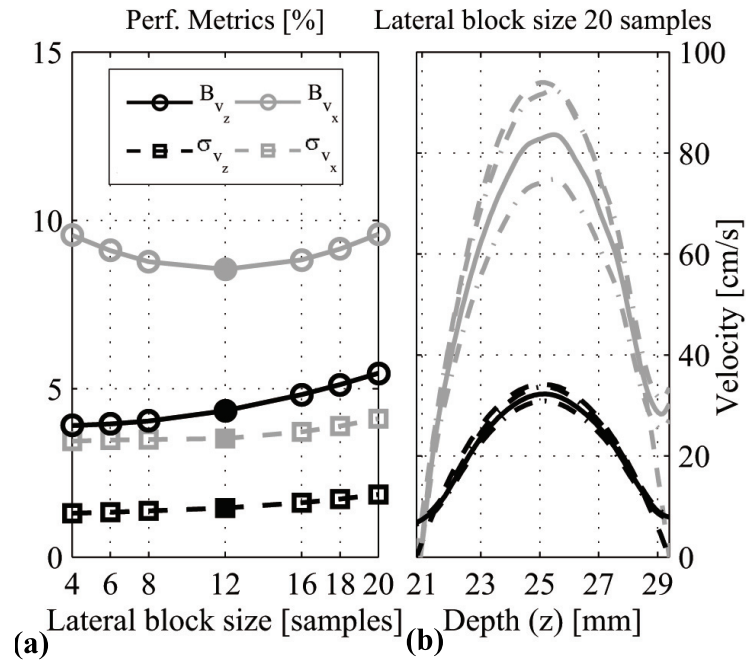 Perf. Metrics [%]
Lateral block size 20 samples
15
10
5
0
B_{v_z} B_{v_x}
σ_{v_z} σ_{v_x}
4 6 8 12 16 18 20
Lateral block size [samples]
(a)
100
80
60
40
20
0
Velocity [cm/s]
21 23 25 27 29
Depth (z) [mm]
(b)